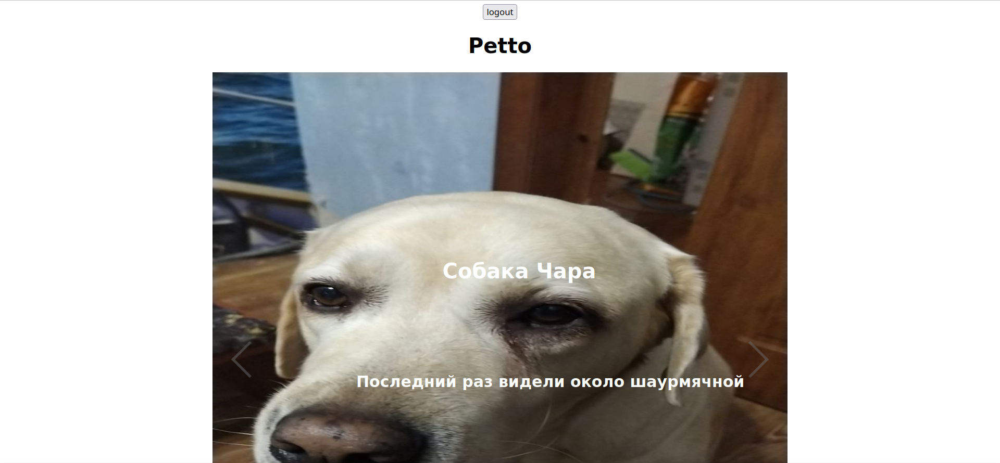 logout
Petto
Собака Чара
Последний раз видели около шаурмячной